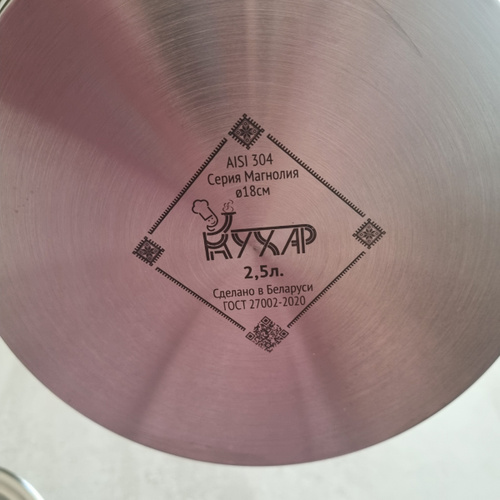 AISI 304
Серия Магнолия
ø18см
КУХАР
2,5л.
Сделано в Беларуси
ГОСТ 27002-2020